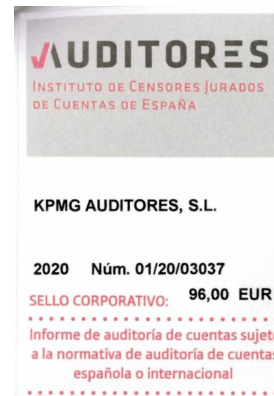 AUDITORES
INSTITUTO DE CENSORES JURADOS
DE CUENTAS DE ESPAÑA
KPMG AUDITORES, S.L.
2020 Núm. 01/20/03037
SELLO CORPORATIVO: 96,00 EUR
Informe de auditoría de cuentas sujeto
a la normativa de auditoría de cuentas
española o internacional